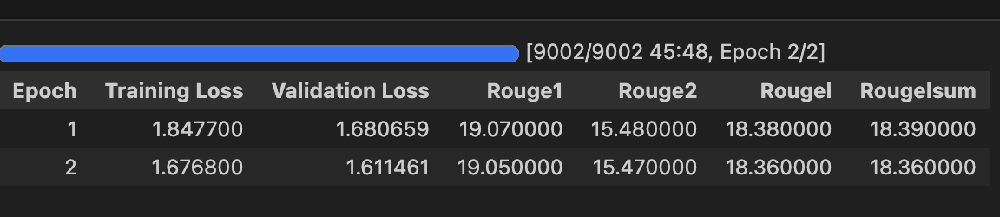 [9002/9002 45:48, Epoch 2/2]
Epoch Training Loss Validation Loss Rouge1 Rouge2 Rougel Rougelsum
1 1.847700 1.680659 19.070000 15.480000 18.380000 18.390000
2 1.676800 1.611461 19.050000 15.470000 18.360000 18.360000